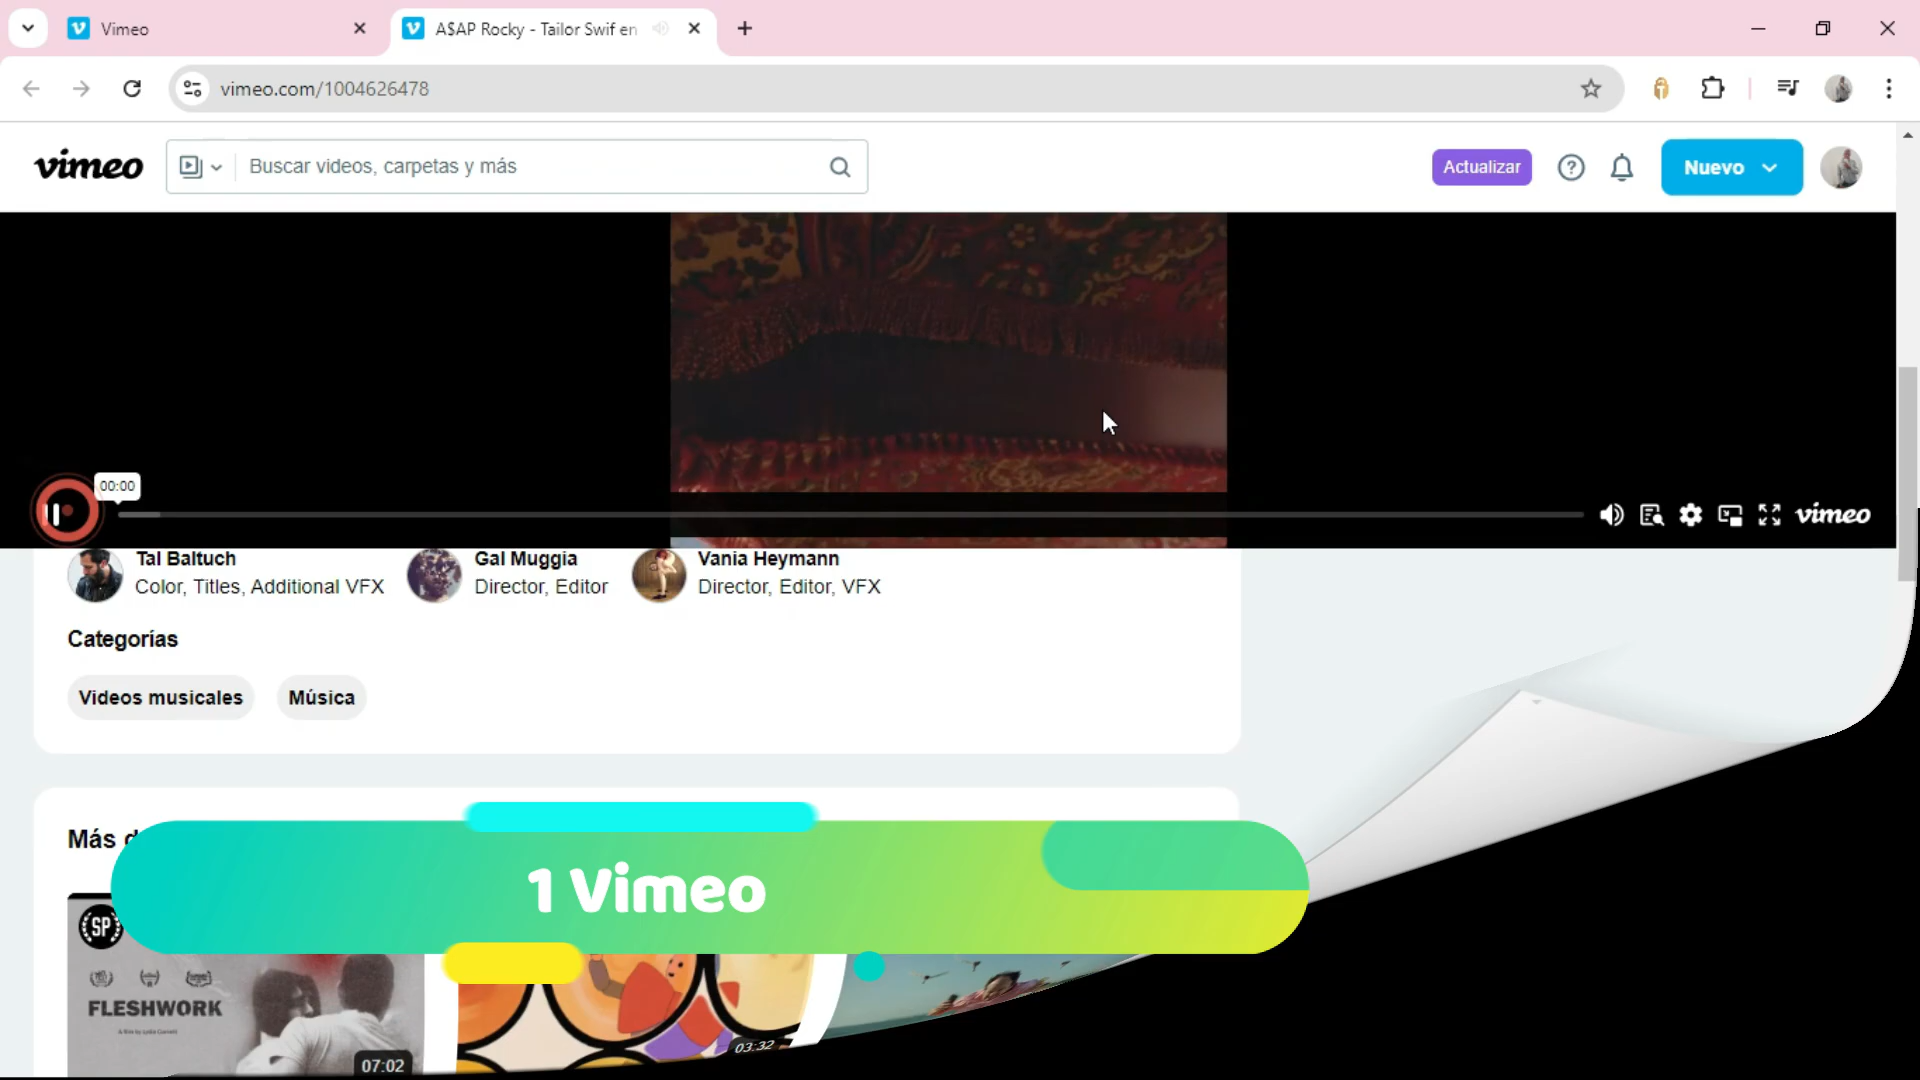 Vimeo
A$AP Rocky - Tailor Swif en
vimeo.com/1004626478
vimeo
Buscar videos, carpetas y más
Actualizar
Nuevo
00:00
vimeo
Tal Baltuch
Color, Titles, Additional VFX
Gal Muggia
Director, Editor
Vania Heymann
Director, Editor, VFX
Categorías
Videos musicales
Música
Más
1 Vimeo
SP
FLESHWORK
07:02
03:32